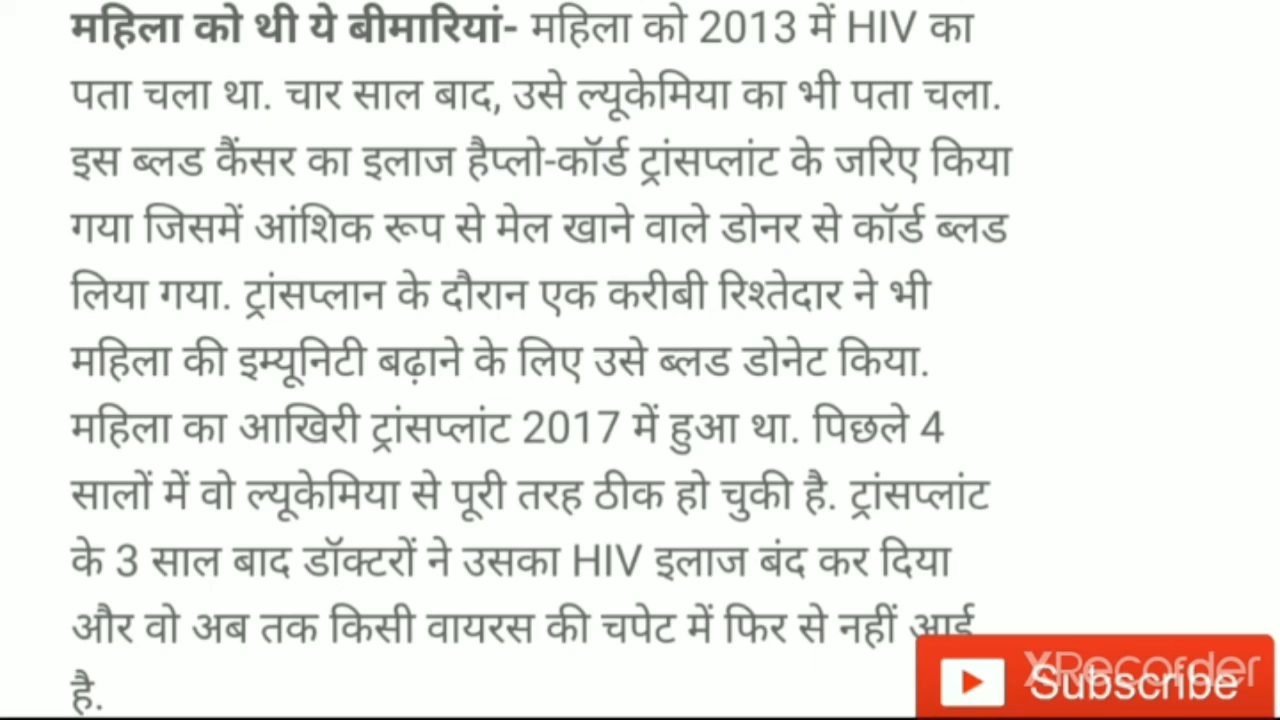 महिला को थी ये बीमारियां- महिला को 2013 में HIV का
पता चला था. चार साल बाद, उसे ल्यूकेमिया का भी पता चला.
इस ब्लड कैंसर का इलाज हैप्लो-कॉर्ड ट्रांसप्लांट के जरिए किया
गया जिसमें आंशिक रूप से मेल खाने वाले डोनर से कॉर्ड ब्लड
लिया गया. ट्रांसप्लान के दौरान एक करीबी रिश्तेदार ने भी
महिला की इम्यूनिटी बढ़ाने के लिए उसे ब्लड डोनेट किया.
महिला का आखिरी ट्रांसप्लांट 2017 में हुआ था. पिछले 4
सालों में वो ल्यूकेमिया से पूरी तरह ठीक हो चुकी है. ट्रांसप्लांट
के 3 साल बाद डॉक्टरों ने उसका HIV इलाज बंद कर दिया
और वो अब तक किसी वायरस की चपेट में फिर से नहीं आई
है.
XRecorder
Subscribe